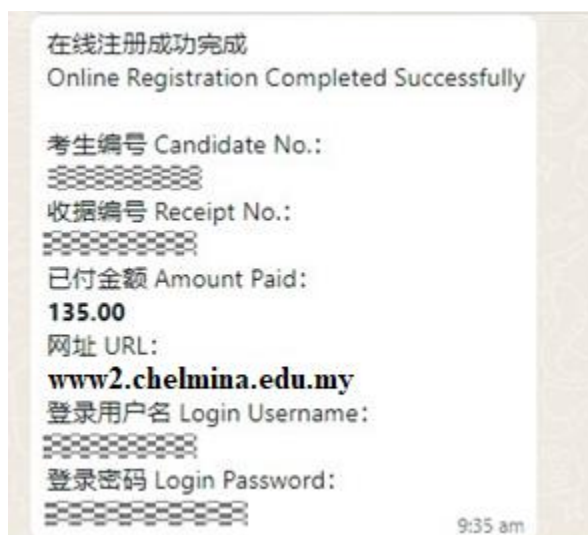 在线注册成功完成
Online Registration Completed Successfully
考生编号 Candidate No.：
收据编号 Receipt No.：
已付金额 Amount Paid：
135.00
网址 URL：
www2.chelmina.edu.my
登录用户名 Login Username：
登录密码 Login Password：
9:35 am